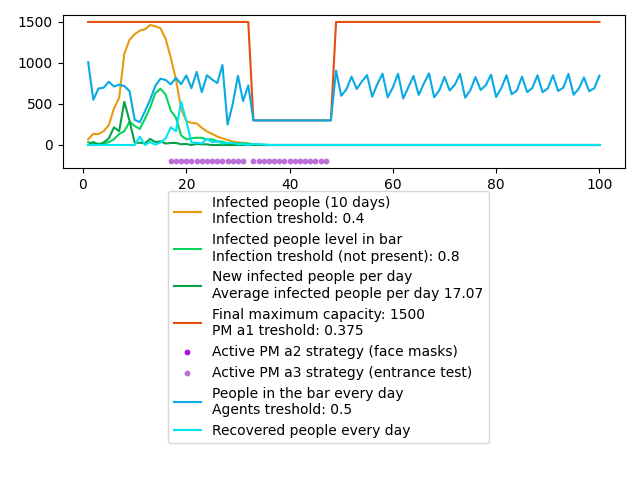 1500
1000
500
0
0 20 40 60 80 100
Infected people (10 days)
Infection treshold: 0.4
Infected people level in bar
Infection treshold (not present): 0.8
New infected people per day
Average infected people per day 17.07
Final maximum capacity: 1500
PM a1 treshold: 0.375
Active PM a2 strategy (face masks)
Active PM a3 strategy (entrance test)
People in the bar every day
Agents treshold: 0.5
Recovered people every day